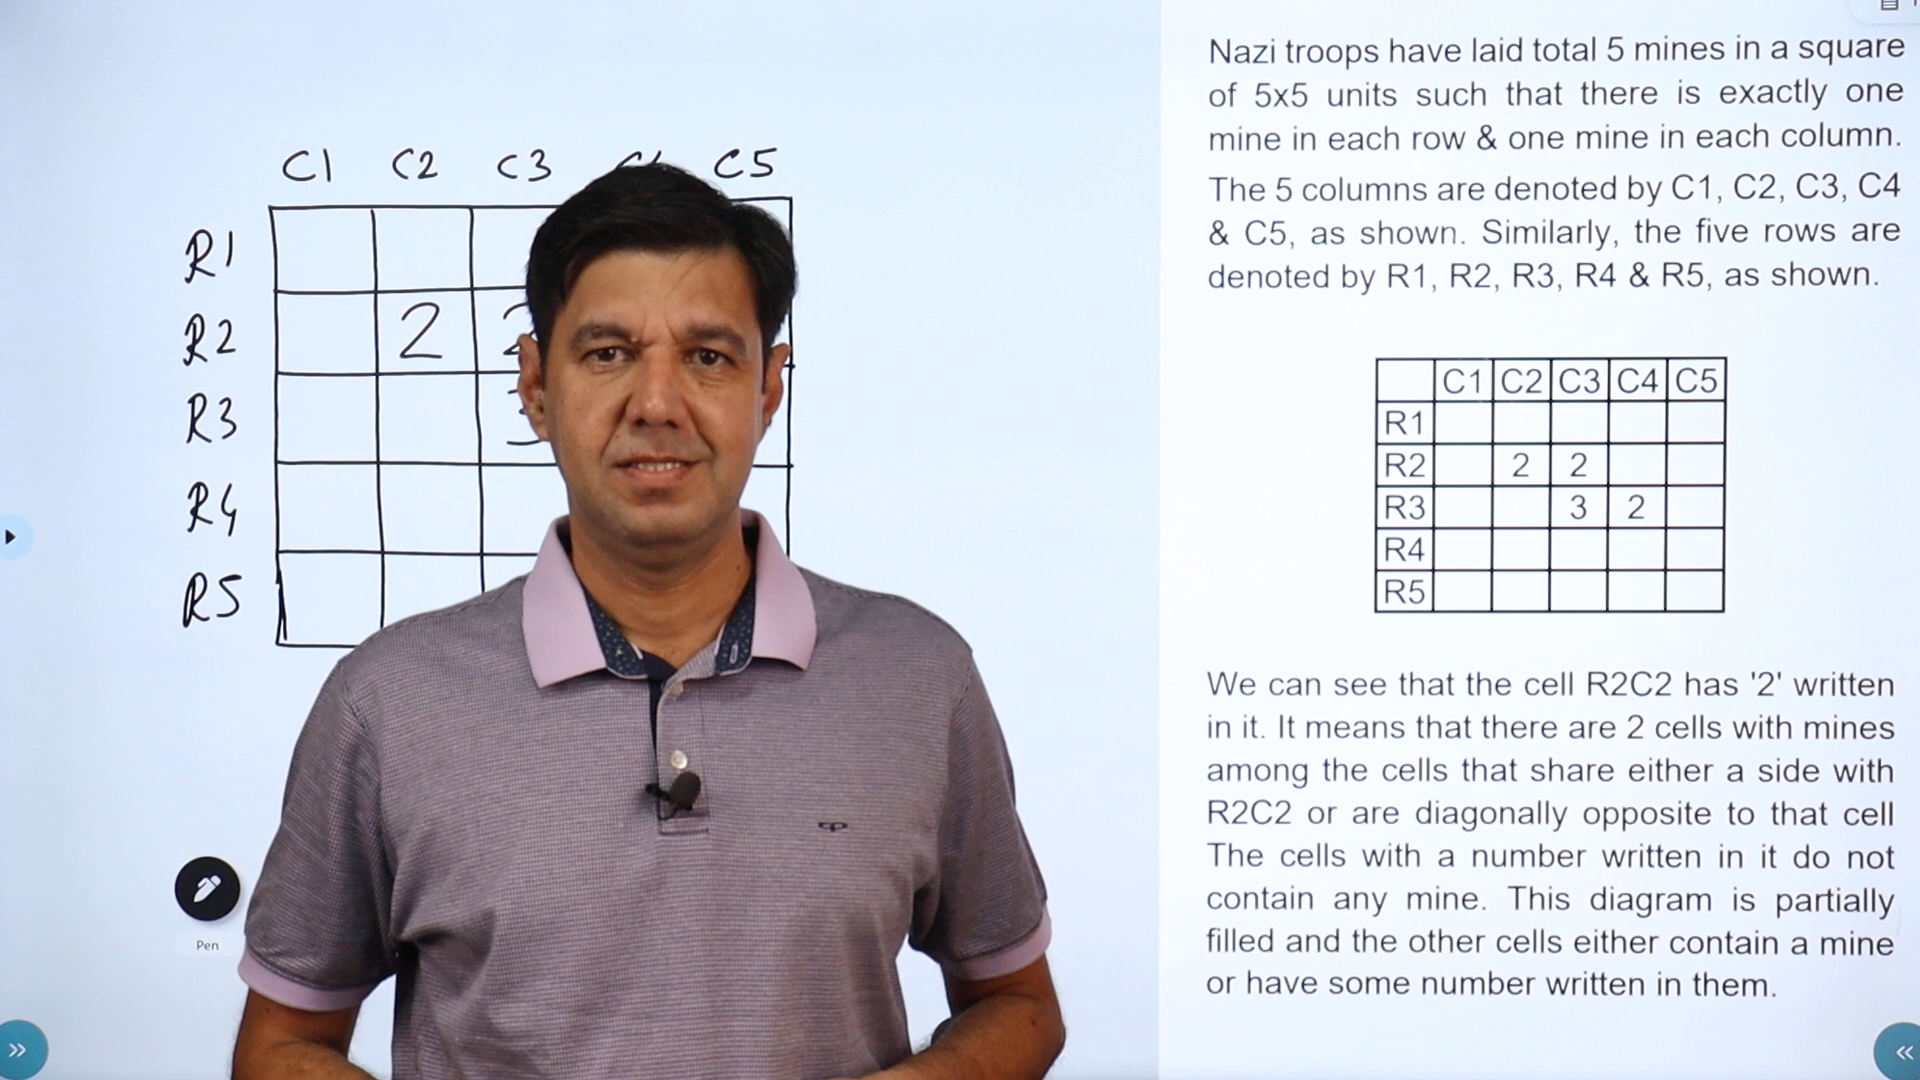 C1 C2 C3 C5
R1
R2 2
R3
R4
R5
Pen
Nazi troops have laid total 5 mines in a square
of 5x5 units such that there is exactly one
mine in each row & one mine in each column.
The 5 columns are denoted by C1, C2, C3, C4
& C5, as shown. Similarly, the five rows are
denoted by R1, R2, R3, R4 & R5, as shown.
C1 C2 C3 C4 C5
R1
R2 2 2
R3 3 2
R4
R5
We can see that the cell R2C2 has '2' written
in it. It means that there are 2 cells with mines
among the cells that share either a side with
R2C2 or are diagonally opposite to that cell
The cells with a number written in it do not
contain any mine. This diagram is partially
filled and the other cells either contain a mine
or have some number written in them.